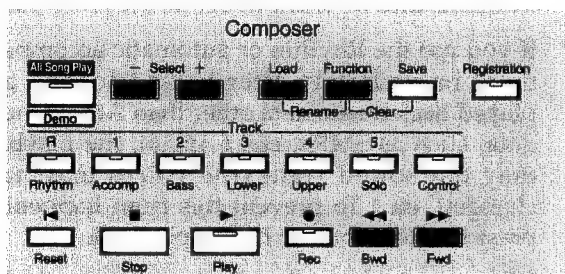 Composer
All Song Play − Select + Load Function Save Registration
Demo Rename Clear
Track
R 1 2 3 4 5
Rhythm Accomp Bass Lower Upper Solo Control
Reset Stop Play Rec Bwd Fwd